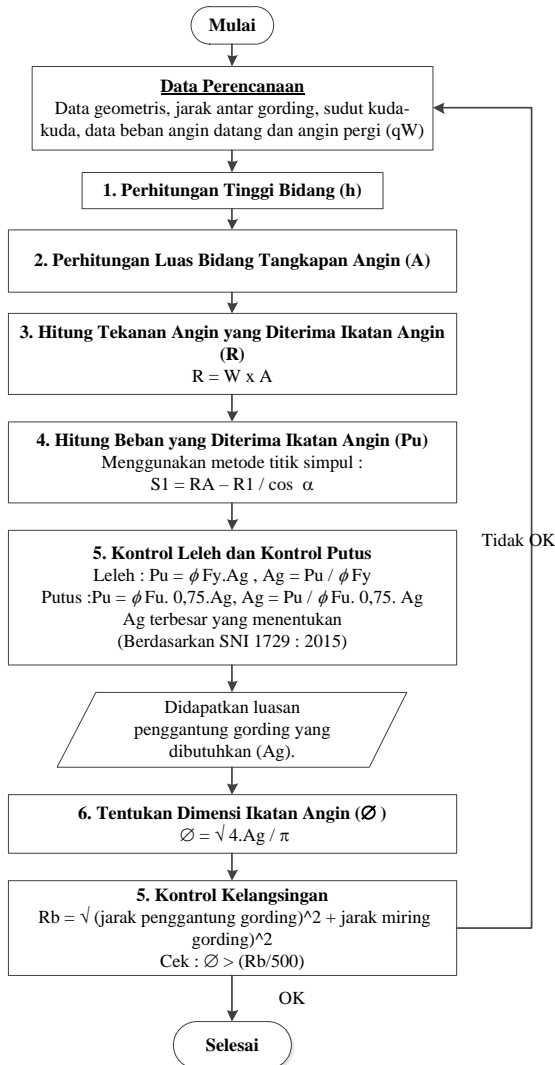 Mulai
Data Perencanaan
Data geometris, jarak antar gording, sudut kuda-
kuda, data beban angin datang dan angin pergi (qW)
1. Perhitungan Tinggi Bidang (h)
2. Perhitungan Luas Bidang Tangkapan Angin (A)
3. Hitung Tekanan Angin yang Diterima Ikatan Angin
(R)
R = W x A
4. Hitung Beban yang Diterima Ikatan Angin (Pu)
Menggunakan metode titik simpul :
S1 = RA – R1 / cos α
5. Kontrol Leleh dan Kontrol Putus
Leleh : Pu = ϕ Fy.Ag , Ag = Pu / ϕ Fy
Putus :Pu = ϕ Fu. 0,75.Ag, Ag = Pu / ϕ Fu. 0,75. Ag
Ag terbesar yang menentukan
(Berdasarkan SNI 1729 : 2015)
Tidak OK
Didapatkan luasan
penggantung gording yang
dibutuhkan (Ag).
6. Tentukan Dimensi Ikatan Angin (∅ )
∅ = √ 4.Ag / π
5. Kontrol Kelangsingan
Rb = √ (jarak penggantung gording)^2 + jarak miring
gording)^2
Cek : ∅ > (Rb/500)
OK
Selesai